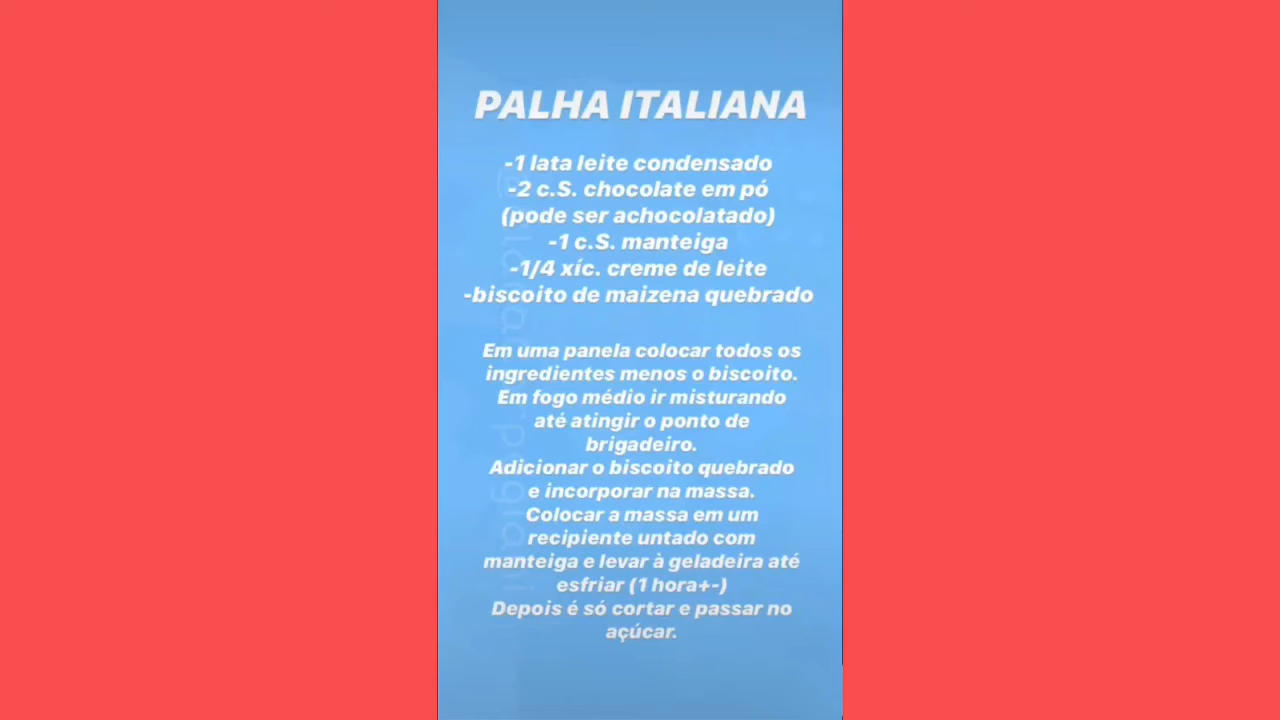 PALHA ITALIANA
-1 lata leite condensado
-2 c.S. chocolate em pó
(pode ser achocolatado)
-1 c.S. manteiga
-1/4 xíc. creme de leite
-biscoito de maizena quebrado
Em uma panela colocar todos os
ingredientes menos o biscoito.
Em fogo médio ir misturando
até atingir o ponto de
brigadeiro.
Adicionar o biscoito quebrado
e incorporar na massa.
Colocar a massa em um
recipiente untado com
manteiga e levar à geladeira até
esfriar (1 hora+-)
Depois é só cortar e passar no
açúcar.